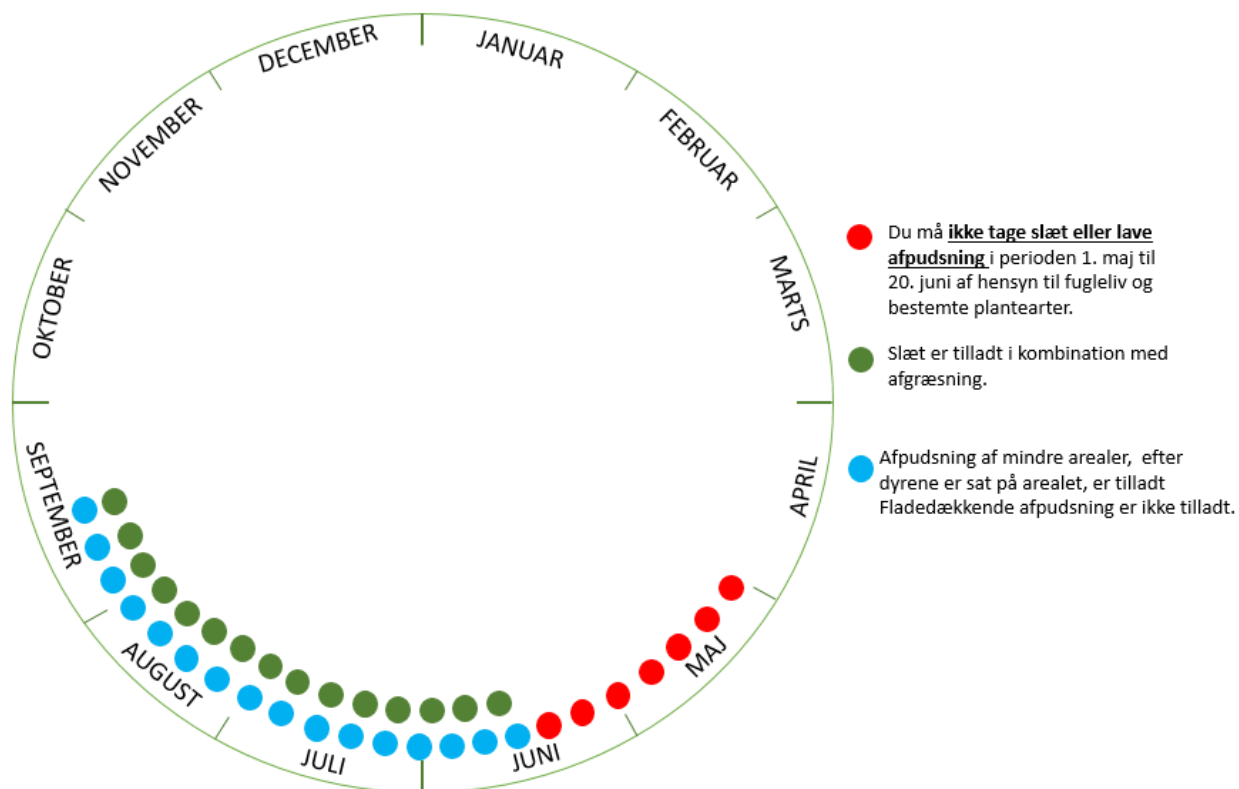 JANUAR
FEBRUAR
MARTS
APRIL
MAJ
JUNI
JULI
AUGUST
SEPTEMBER
OKTOBER
NOVEMBER
DECEMBER
Du må ikke tage slæt eller lave
afpudsning i perioden 1. maj til
20. juni af hensyn til fugleliv og
bestemte plantearter.
Slæt er tilladt i kombination med
afgræsning.
Afpudsning af mindre arealer, efter
dyrene er sat på arealet, er tilladt
Fladedækkende afpudsning er ikke tilladt.